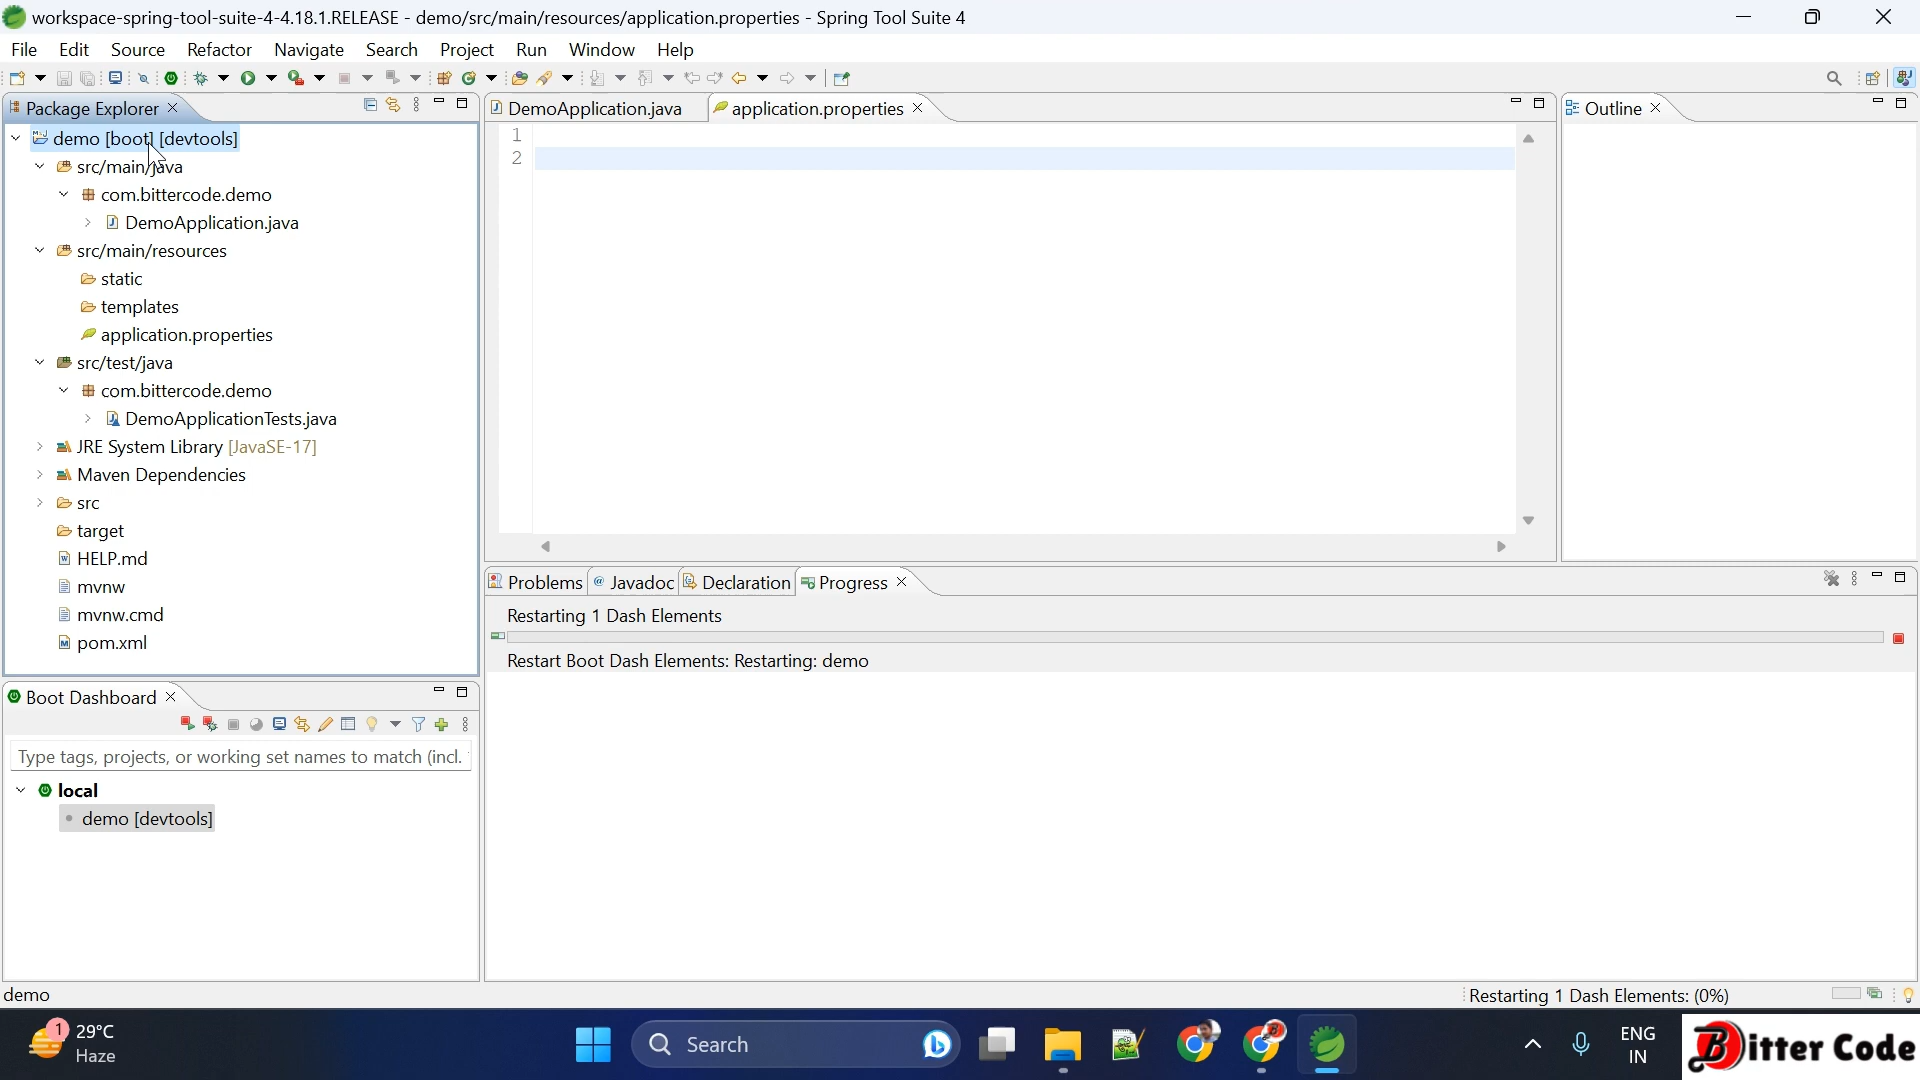 workspace-spring-tool-suite-4-4.18.1.RELEASE - demo/src/main/resources/application.properties - Spring Tool Suite 4
File Edit Source Refactor Navigate Search Project Run Window Help
Package Explorer
demo [boot] [devtools]
src/main/java
com.bittercode.demo
DemoApplication.java
src/main/resources
static
templates
application.properties
src/test/java
com.bittercode.demo
DemoApplicationTests.java
JRE System Library [JavaSE-17]
Maven Dependencies
src
target
HELP.md
mvnw
mvnw.cmd
pom.xml
DemoApplication.java application.properties
1
2
Outline
Problems Javadoc Declaration Progress
Restarting 1 Dash Elements
Restart Boot Dash Elements: Restarting: demo
Boot Dashboard
Type tags, projects, or working set names to match (incl.
local
demo [devtools]
demo
Restarting 1 Dash Elements: (0%)
1
29°C
Haze
Search
ENG
IN
Bitter Code